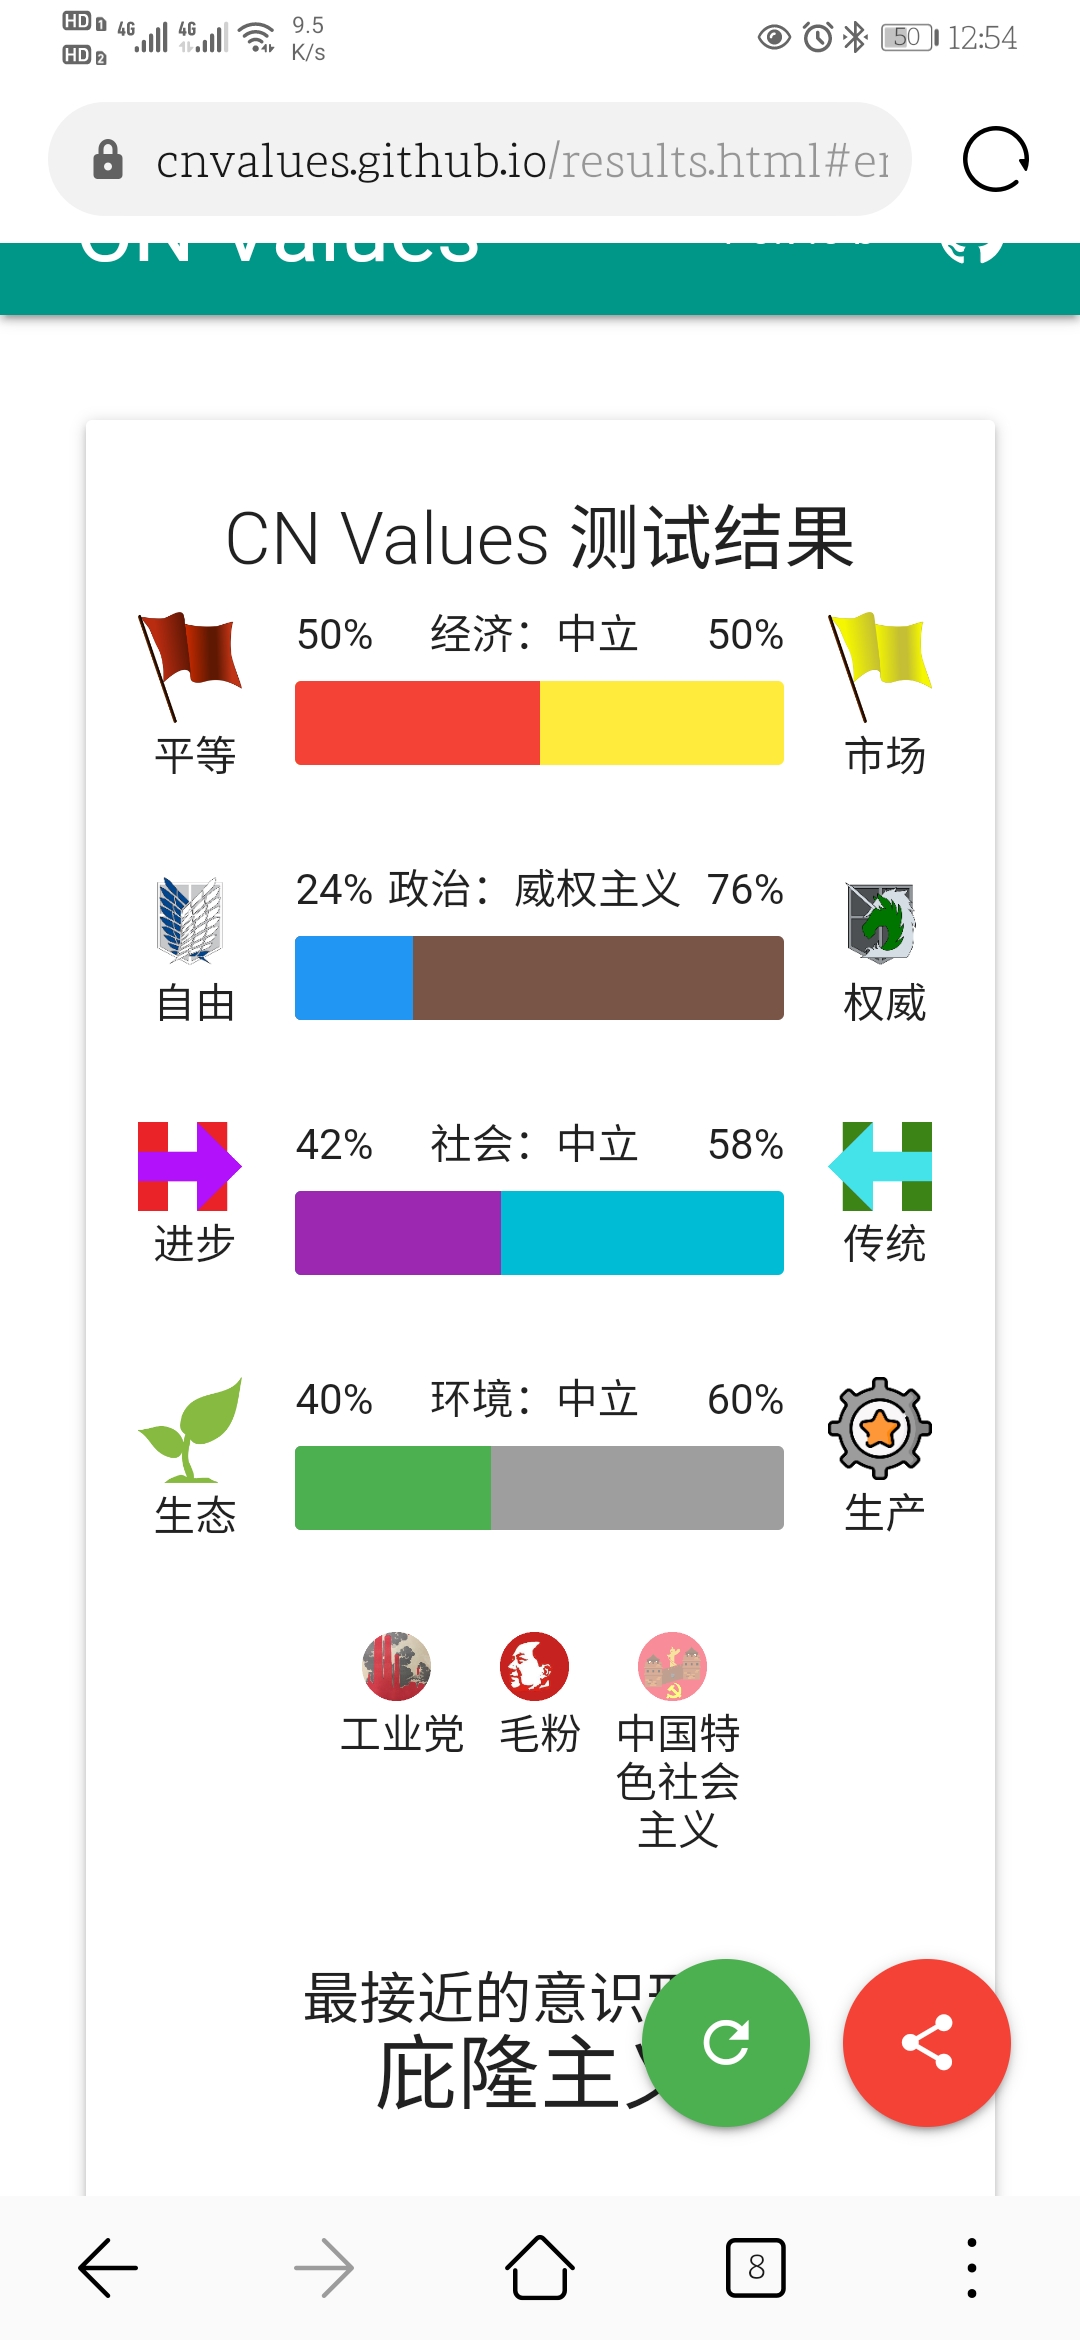 HD 1 4G 4G 9.5
HD 2 K/s
50 12:54
cnvalues.github.io/results.html#er
CN Values
CN Values 测试结果
50% 经济：中立 50%
平等 市场
24% 政治：威权主义 76%
自由 权威
42% 社会：中立 58%
进步 传统
40% 环境：中立 60%
生态 生产
工业党 毛粉 中国特
色社会
主义
最接近的意识
庇隆主
8